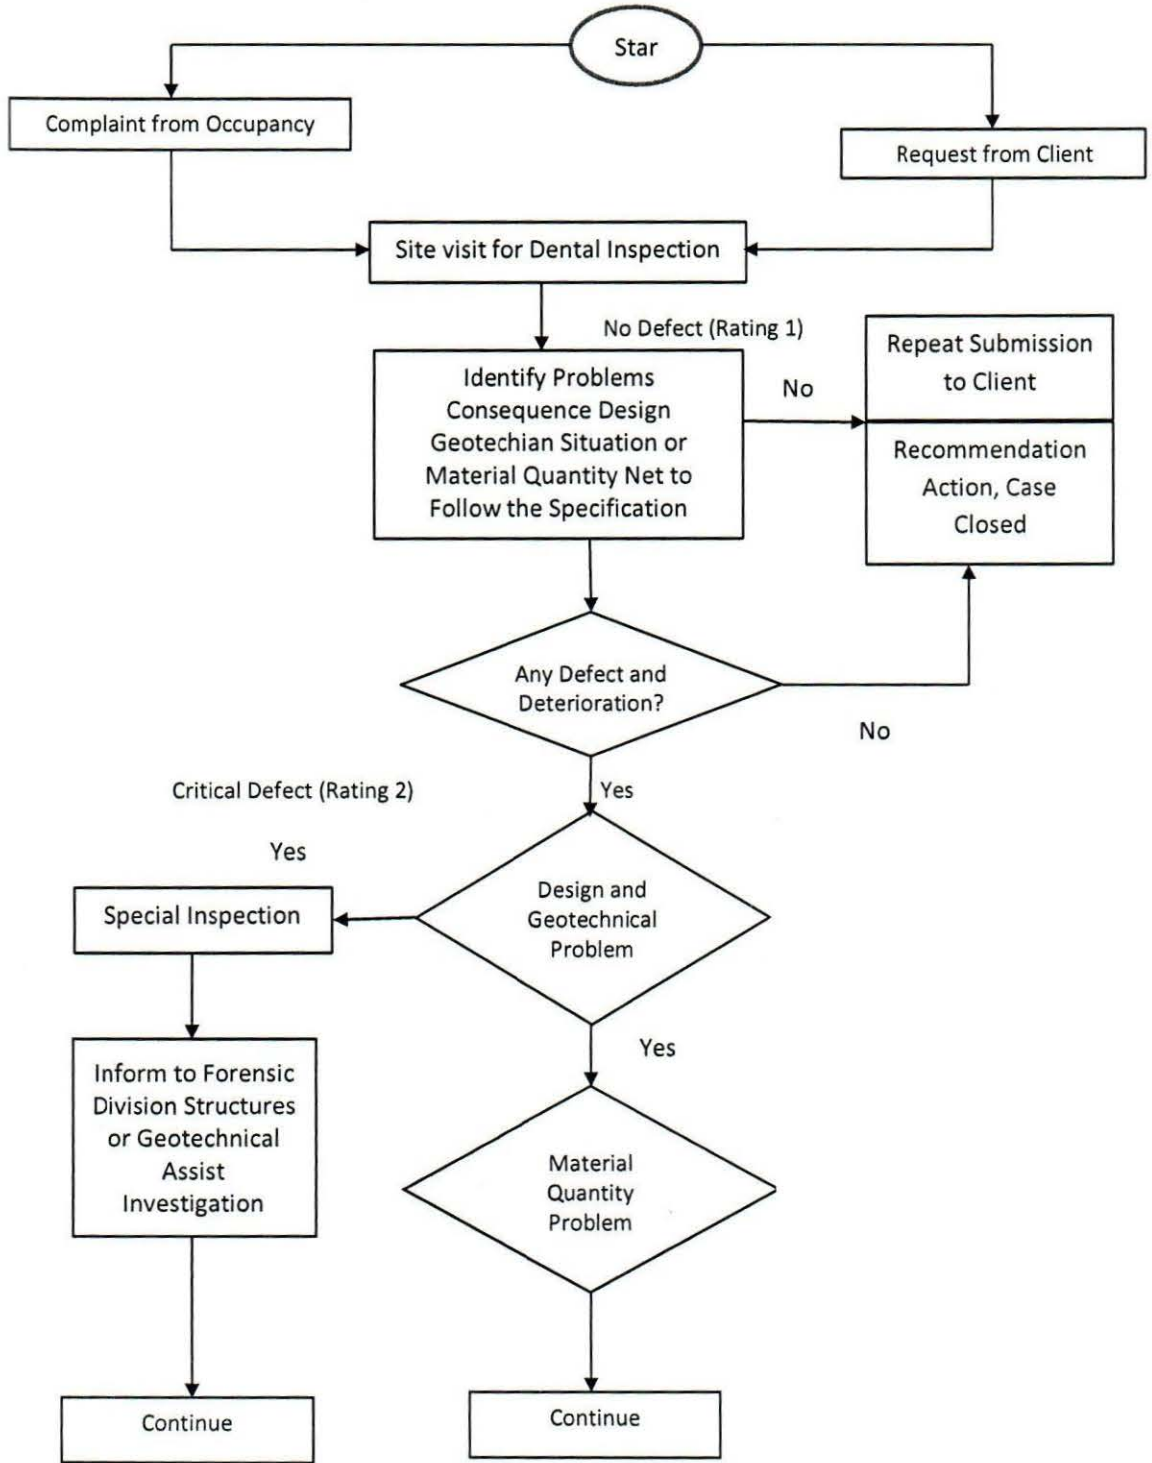 Star
Complaint from Occupancy
Request from Client
Site visit for Dental Inspection
No Defect (Rating 1)
Identify Problems
Consequence Design
Geotechian Situation or
Material Quantity Net to
Follow the Specification
No
Repeat Submission
to Client
Recommendation
Action, Case
Closed
Any Defect and
Deterioration?
No
Yes
Critical Defect (Rating 2)
Yes
Special Inspection
Design and
Geotechnical
Problem
Yes
Inform to Forensic
Division Structures
or Geotechnical
Assist
Investigation
Material
Quantity
Problem
Continue
Continue